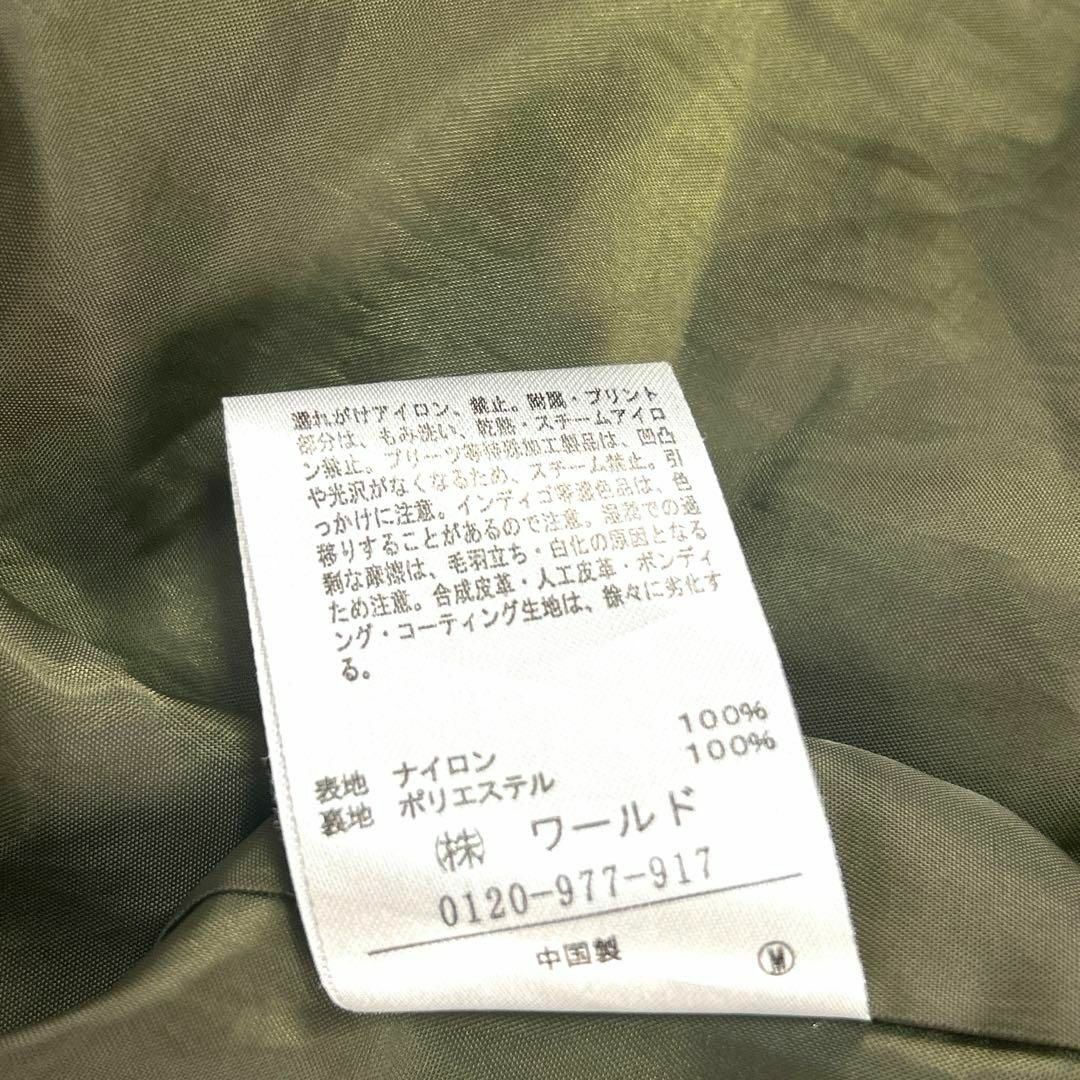 濡れがけアイロン、禁止。附属・プリント
部分は、もみ洗い、乾熱・スチームアイロ
ン禁止。プリーツ等特殊加工製品は、凹凸
や光沢がなくなるため、スチーム禁止。引
っかけに注意。インディゴ等濃色品は、色
移りすることがあるので注意。湿潤での過
剰な摩擦は、毛羽立ち・白化の原因となる
ため注意。合成皮革・人工皮革・ボンディ
ング・コーティング生地は、徐々に劣化す
る。
表地 ナイロン 100%
裏地 ポリエステル 100%
㈱ ワールド
0120-977-917
中国製 Ⓜ